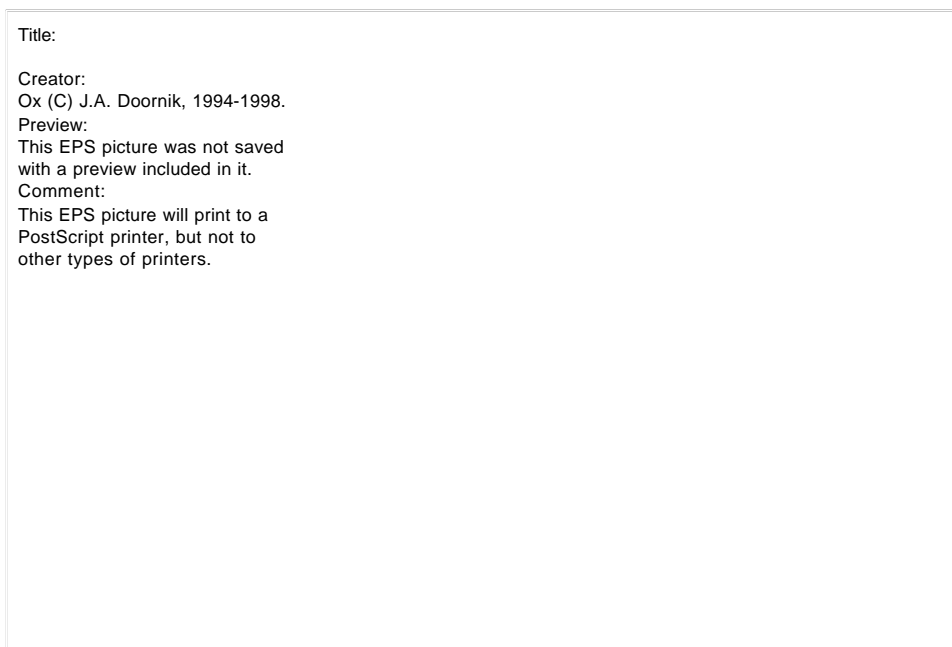 Title:
Creator:
Ox (C) J.A. Doornik, 1994-1998.
Preview:
This EPS picture was not saved
with a preview included in it.
Comment:
This EPS picture will print to a
PostScript printer, but not to
other types of printers.